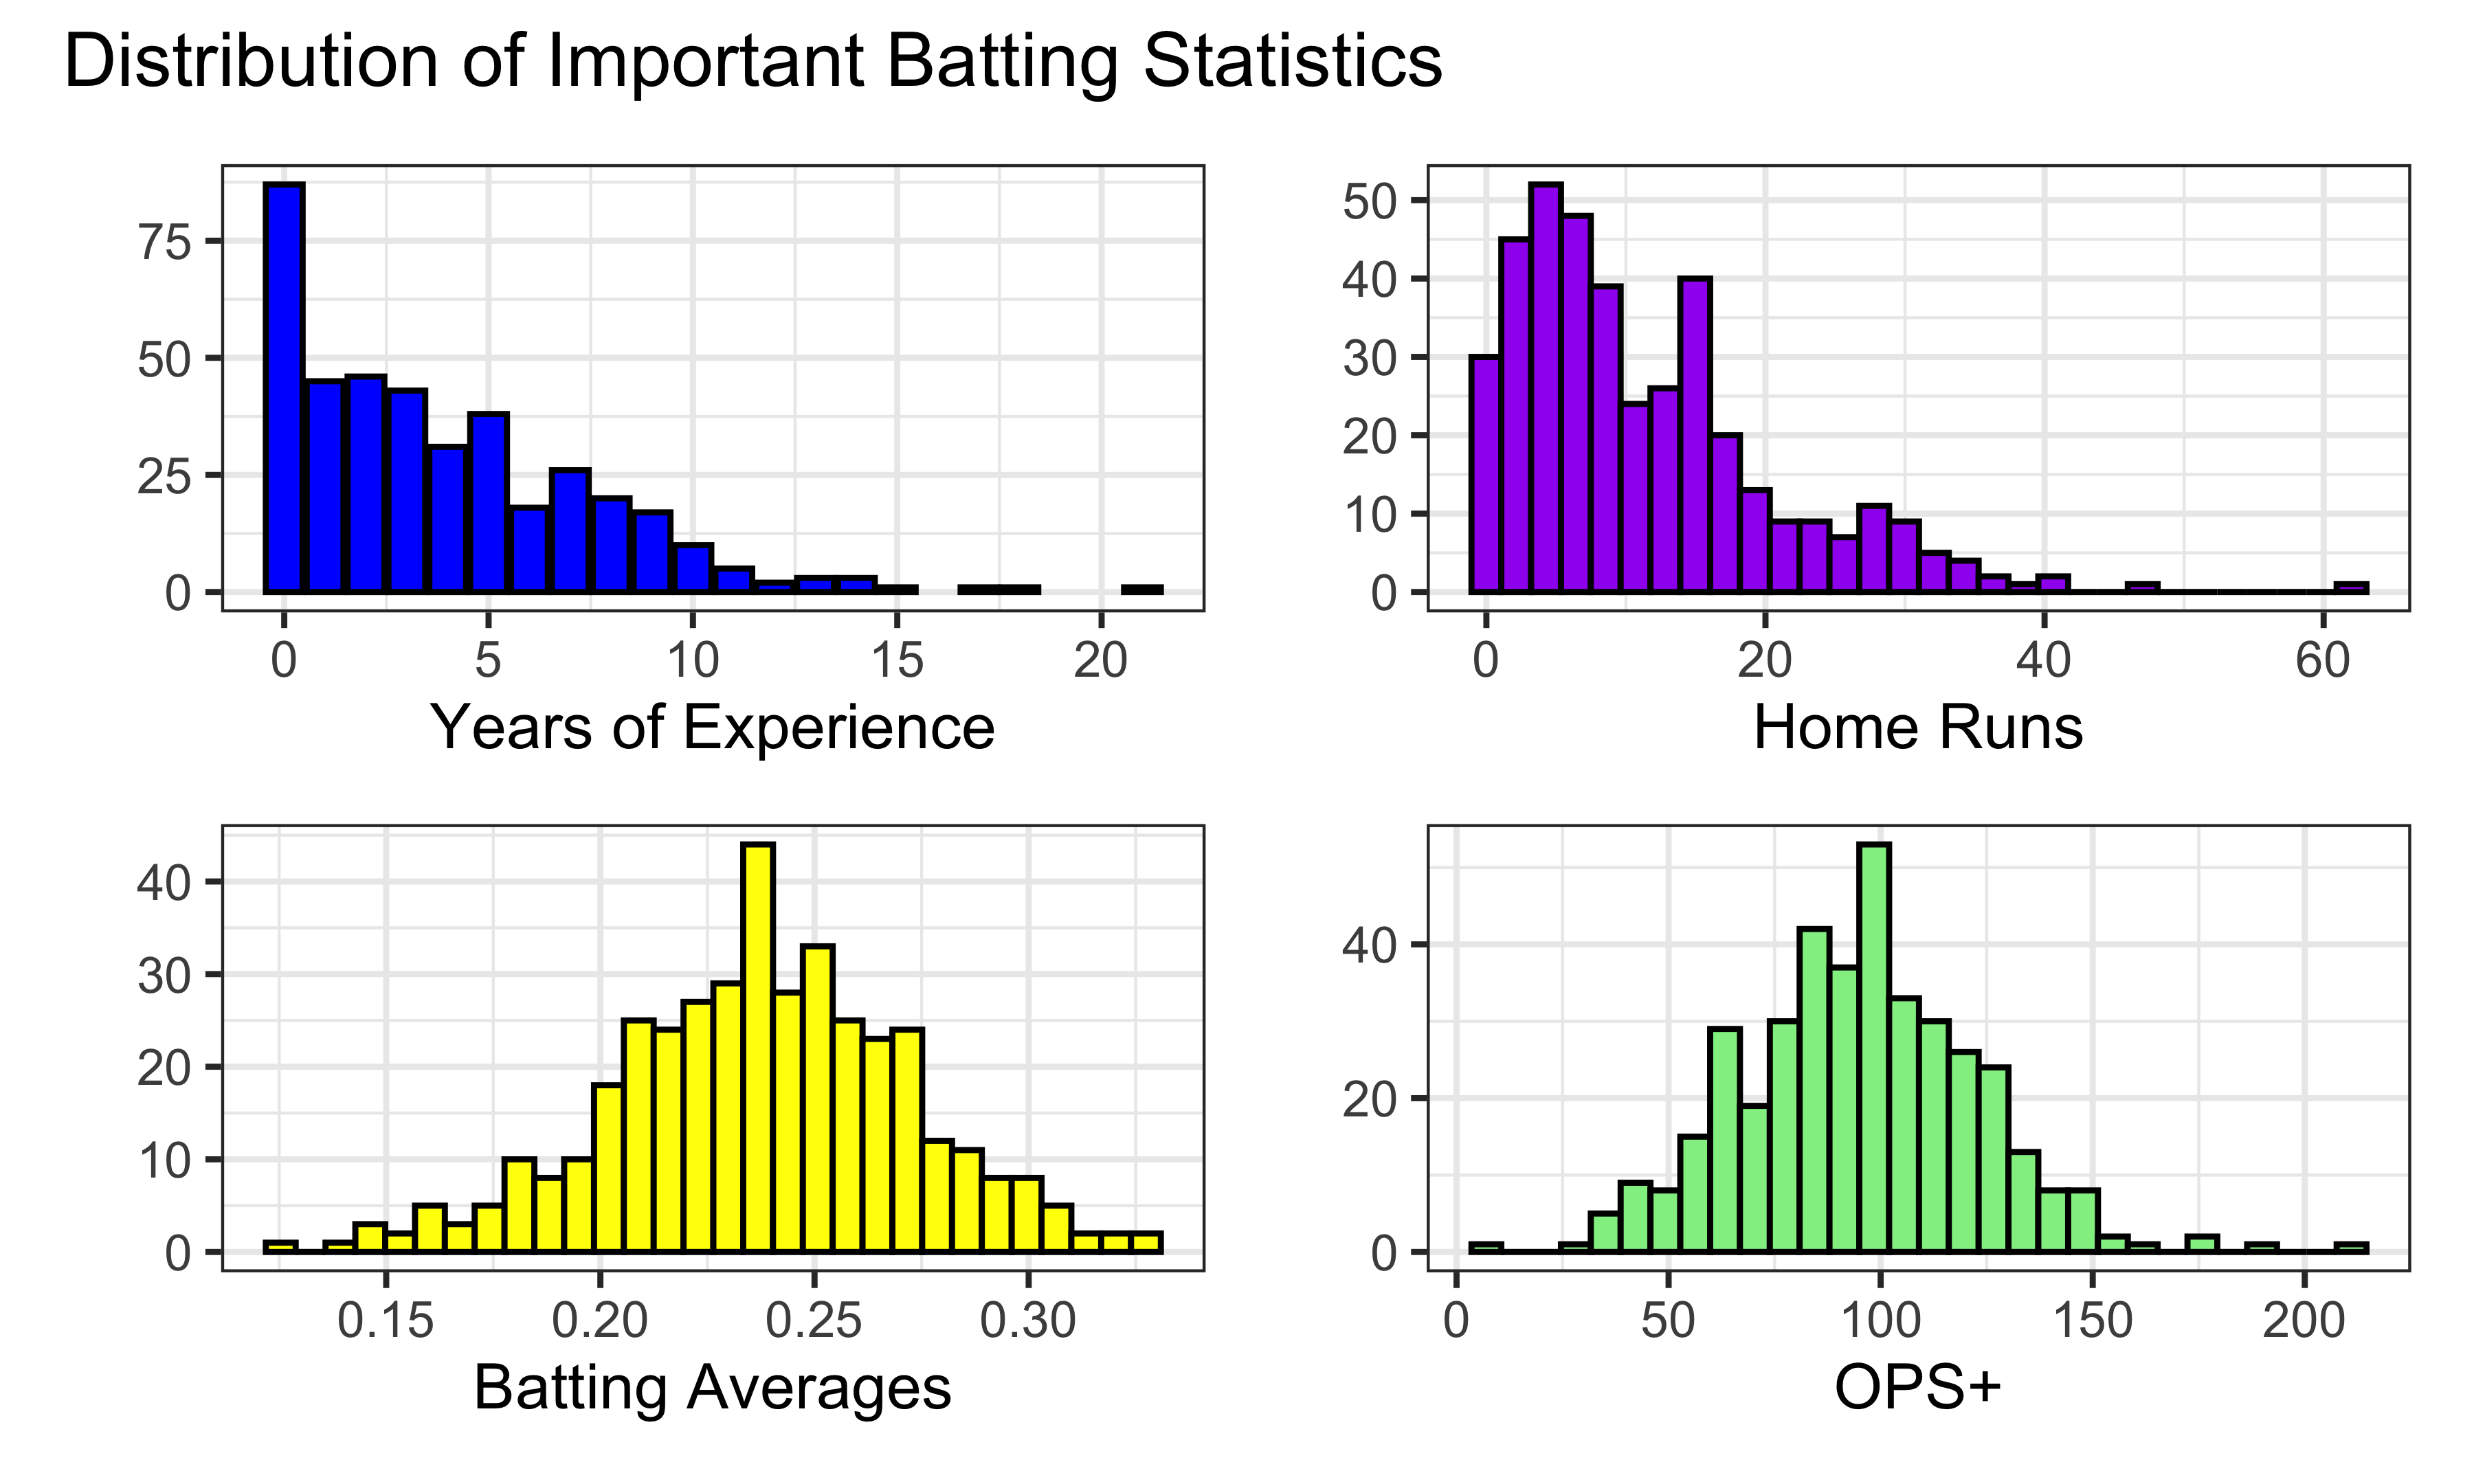 Distribution of Important Batting Statistics
75
50
25
0
0 5 10 15 20
Years of Experience
50
40
30
20
10
0
0 20 40 60
Home Runs
40
30
20
10
0
0.15 0.20 0.25 0.30
Batting Averages
40
20
0
0 50 100 150 200
OPS+